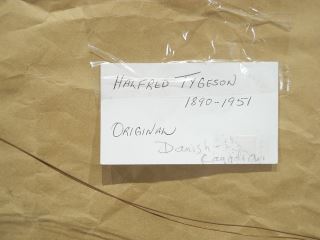 HALFRED TYGESON
1890-1951
ORIGINAL
Danish-
Canadian